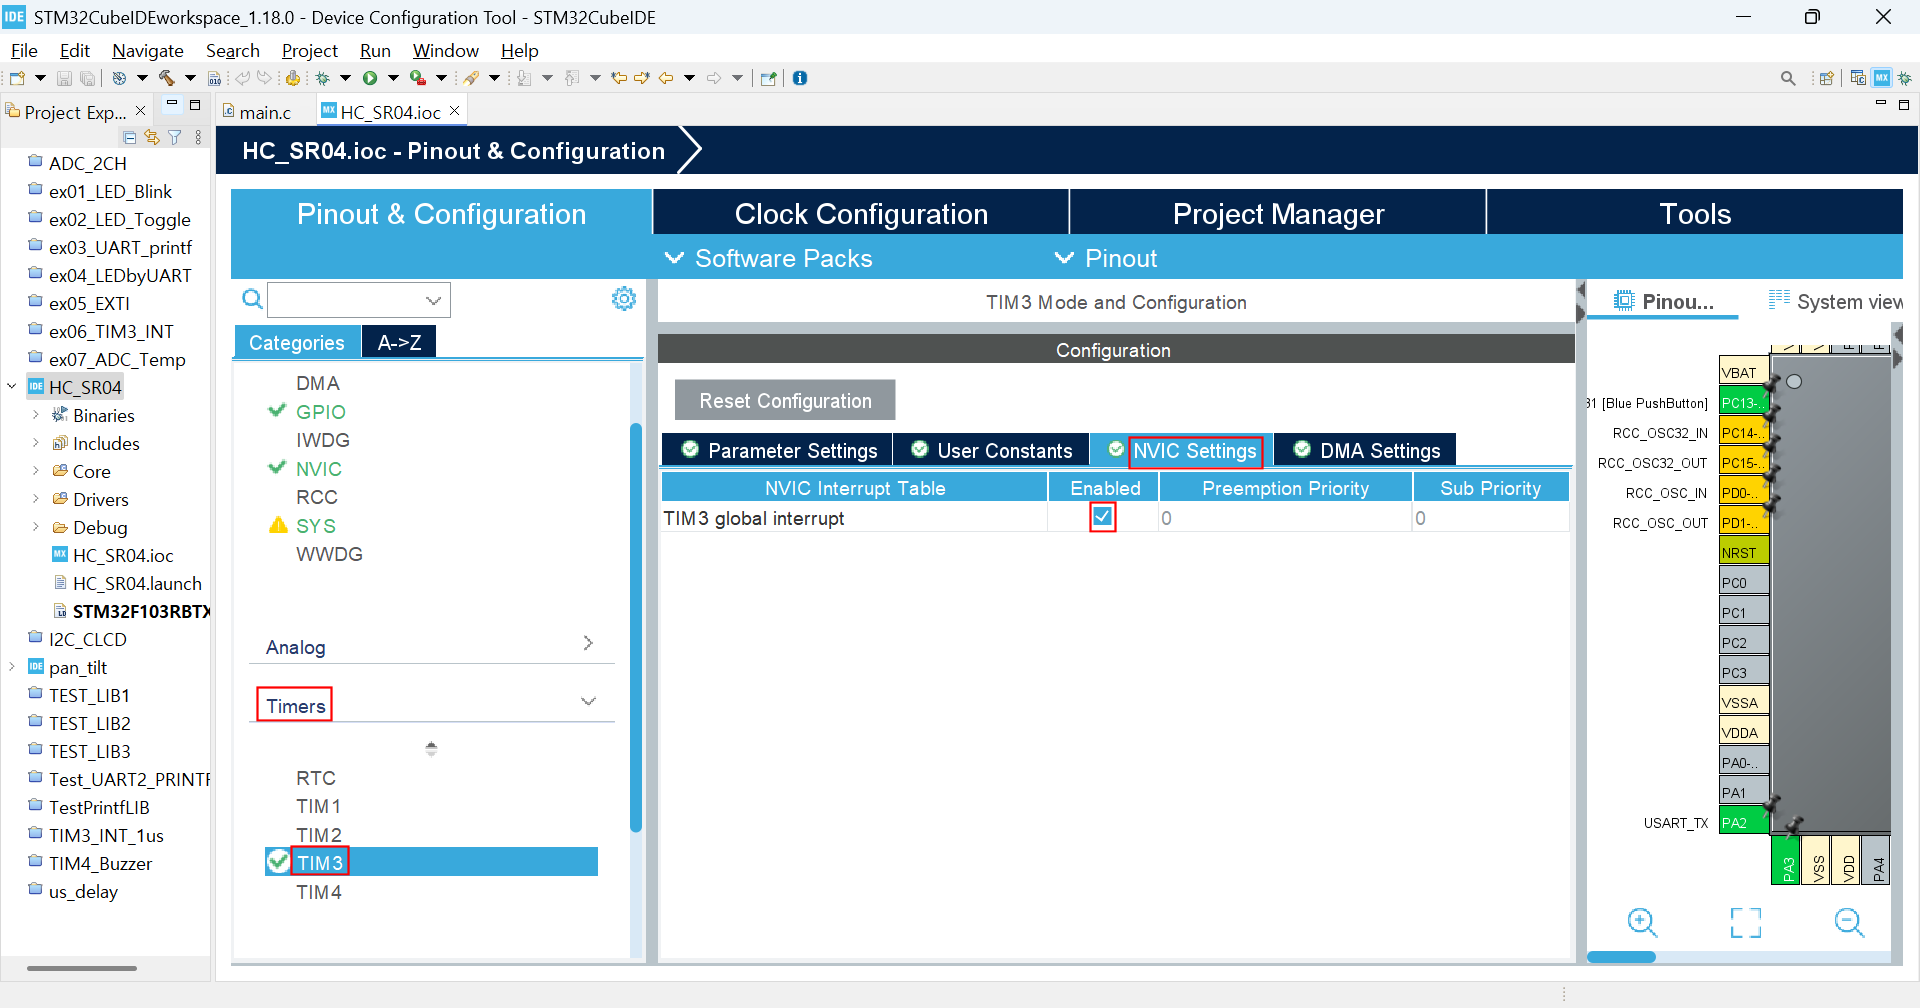 IDE STM32CubeIDEworkspace_1.18.0 - Device Configuration Tool - STM32CubeIDE
File Edit Navigate Search Project Run Window Help
Project Exp...
main.c
MX HC_SR04.ioc
HC_SR04.ioc - Pinout & Configuration
ADC_2CH
ex01_LED_Blink
ex02_LED_Toggle
ex03_UART_printf
ex04_LEDbyUART
ex05_EXTI
ex06_TIM3_INT
ex07_ADC_Temp
IDE HC_SR04
Binaries
Includes
Core
Drivers
Debug
MX HC_SR04.ioc
HC_SR04.launch
STM32F103RBTX
I2C_CLCD
IDE pan_tilt
TEST_LIB1
TEST_LIB2
TEST_LIB3
Test_UART2_PRINTF
TestPrintfLIB
TIM3_INT_1us
TIM4_Buzzer
us_delay
Pinout & Configuration
Clock Configuration
Project Manager
Tools
Software Packs
Pinout
Categories
A->Z
DMA
GPIO
IWDG
NVIC
RCC
SYS
WWDG
Analog
Timers
RTC
TIM1
TIM2
TIM3
TIM4
TIM3 Mode and Configuration
Configuration
Reset Configuration
Parameter Settings
User Constants
NVIC Settings
DMA Settings
NVIC Interrupt Table Enabled Preemption Priority Sub Priority
TIM3 global interrupt 0 0
Pinou...
System view
VBAT
31 [Blue PushButton] PC13-..
RCC_OSC32_IN PC14-..
RCC_OSC32_OUT PC15-..
RCC_OSC_IN PD0-..
RCC_OSC_OUT PD1-..
NRST
PC0
PC1
PC2
PC3
VSSA
VDDA
PA0-..
PA1
USART_TX PA2
PA3
VSS
VDD
PA4